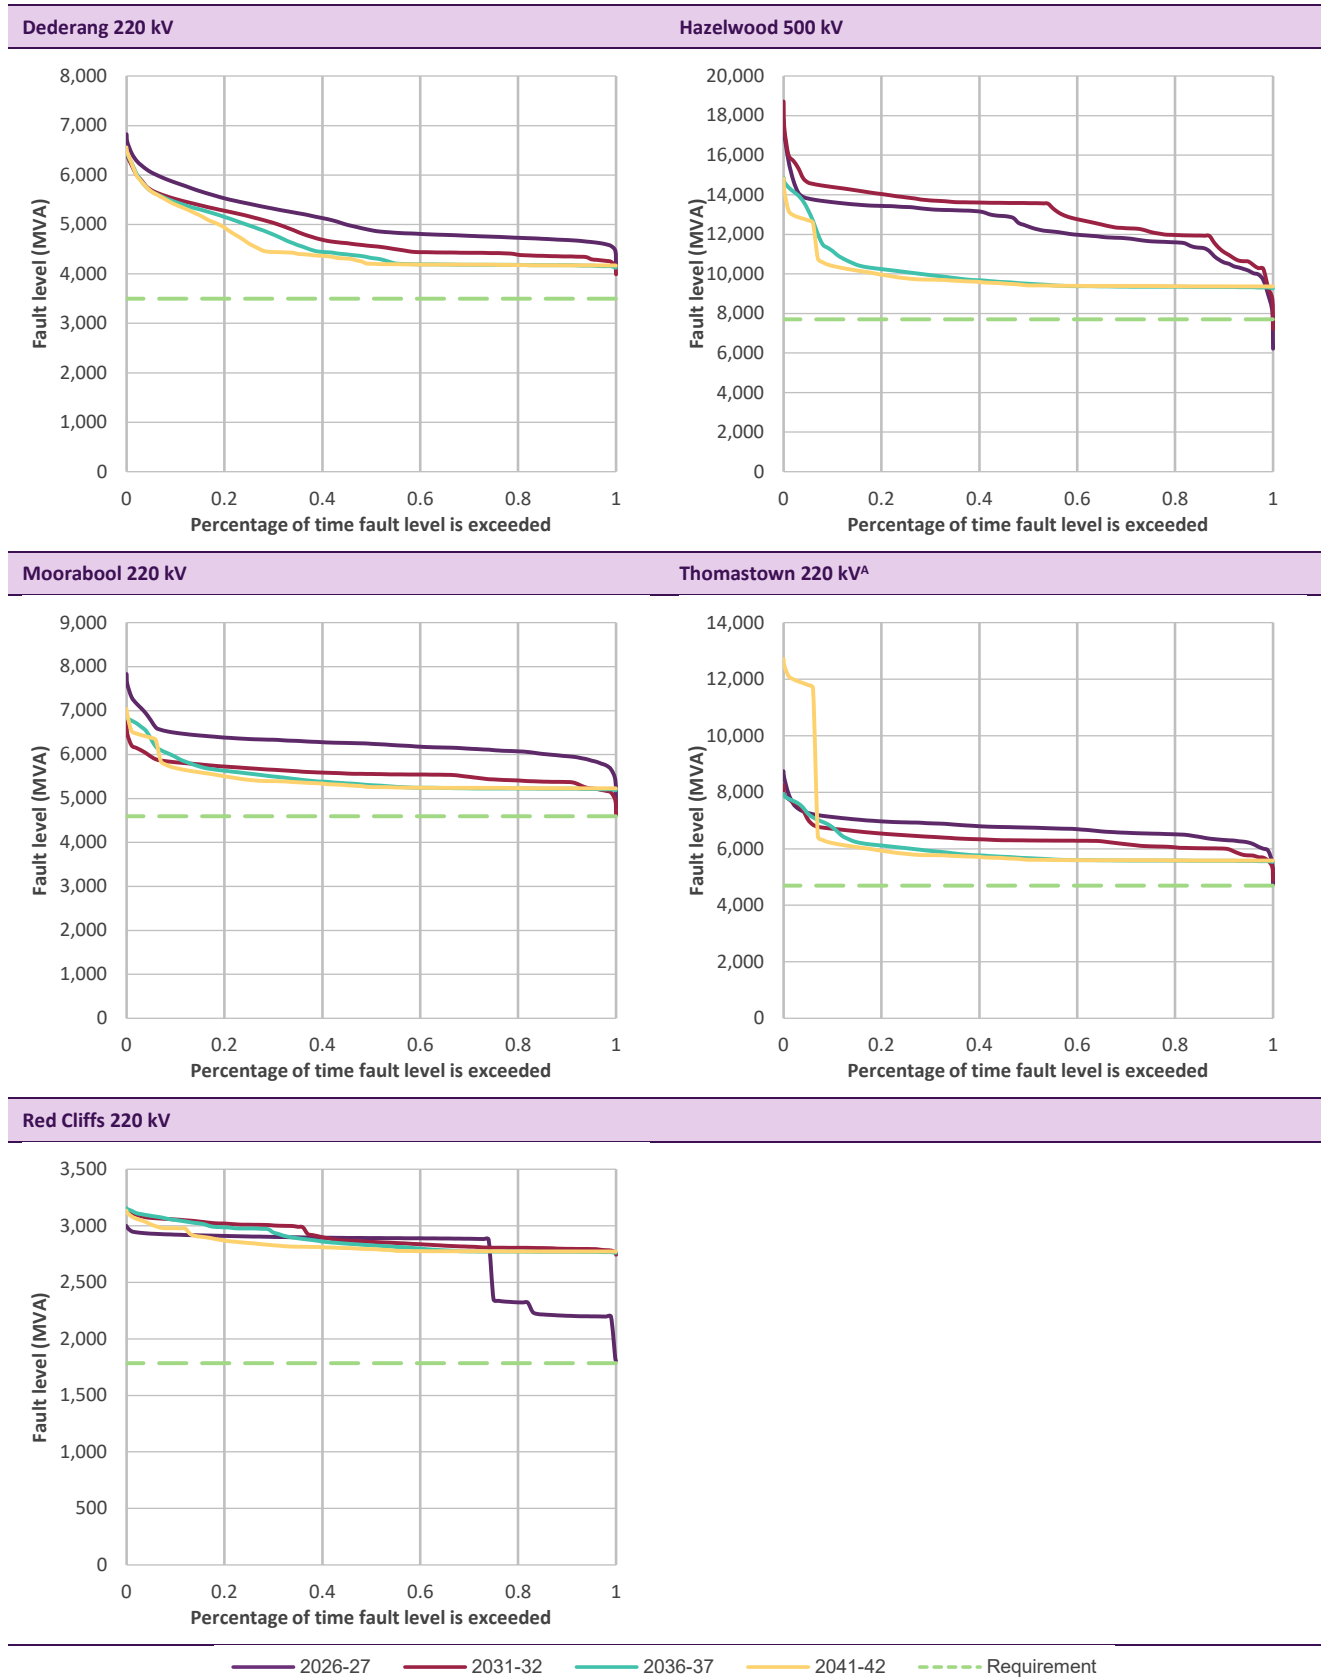 Dederang 220 kV
Hazelwood 500 kV
8,000
7,000
6,000
5,000
4,000
3,000
2,000
1,000
0
0 0.2 0.4 0.6 0.8 1
Fault level (MVA)
Percentage of time fault level is exceeded
20,000
18,000
16,000
14,000
12,000
10,000
8,000
6,000
4,000
2,000
0
0 0.2 0.4 0.6 0.8 1
Fault level (MVA)
Percentage of time fault level is exceeded
Moorabool 220 kV
Thomastown 220 kVᴬ
9,000
8,000
7,000
6,000
5,000
4,000
3,000
2,000
1,000
0
0 0.2 0.4 0.6 0.8 1
Fault level (MVA)
Percentage of time fault level is exceeded
14,000
12,000
10,000
8,000
6,000
4,000
2,000
0
0 0.2 0.4 0.6 0.8 1
Fault level (MVA)
Percentage of time fault level is exceeded
Red Cliffs 220 kV
3,500
3,000
2,500
2,000
1,500
1,000
500
0
0 0.2 0.4 0.6 0.8 1
Fault level (MVA)
Percentage of time fault level is exceeded
2026-27 2031-32 2036-37 2041-42 Requirement